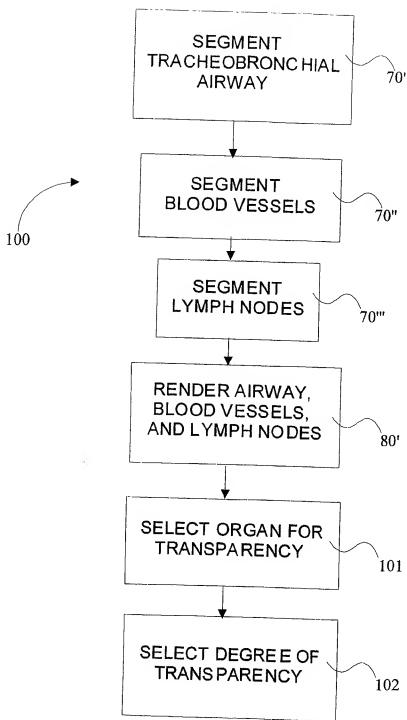 SEGMENT
TRACHEOBRONCHIAL
AIRWAY
70'
SEGMENT
BLOOD VESSELS
70"
100
SEGMENT
LYMPH NODES
70"'
RENDER AIRWAY,
BLOOD VESSELS,
AND LYMPH NODES
80'
SELECT ORGAN FOR
TRANSPARENCY
101
SELECT DEGREE OF
TRANSPARENCY
102